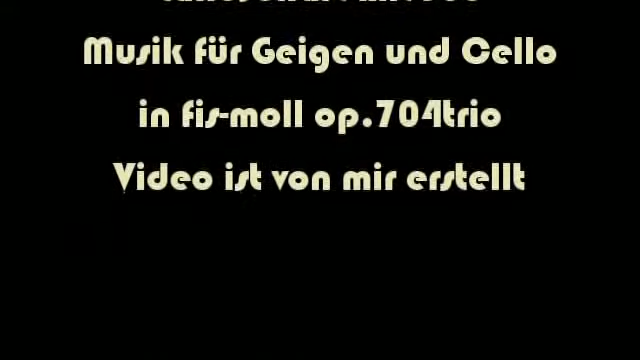 Musik für Geigen und Cello
in fis-moll op.704trio
Video ist von mir erstellt